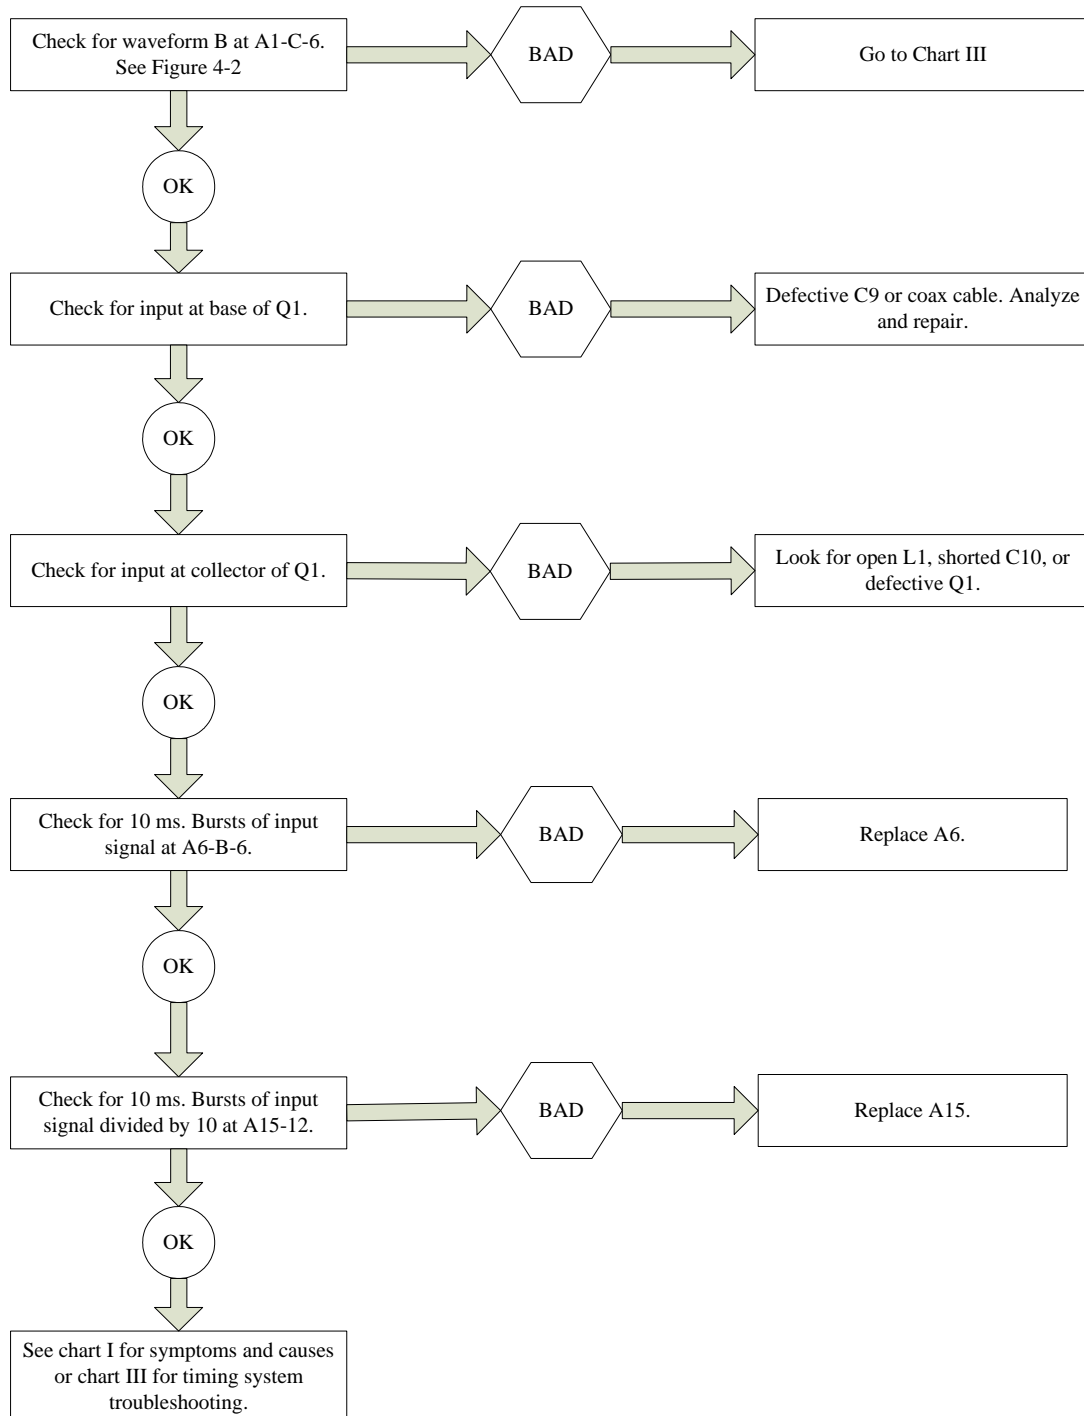 Check for waveform B at A1-C-6.
See Figure 4-2
BAD
Go to Chart III
OK
Check for input at base of Q1.
BAD
Defective C9 or coax cable. Analyze
and repair.
OK
Check for input at collector of Q1.
BAD
Look for open L1, shorted C10, or
defective Q1.
OK
Check for 10 ms. Bursts of input
signal at A6-B-6.
BAD
Replace A6.
OK
Check for 10 ms. Bursts of input
signal divided by 10 at A15-12.
BAD
Replace A15.
OK
See chart I for symptoms and causes
or chart III for timing system
troubleshooting.